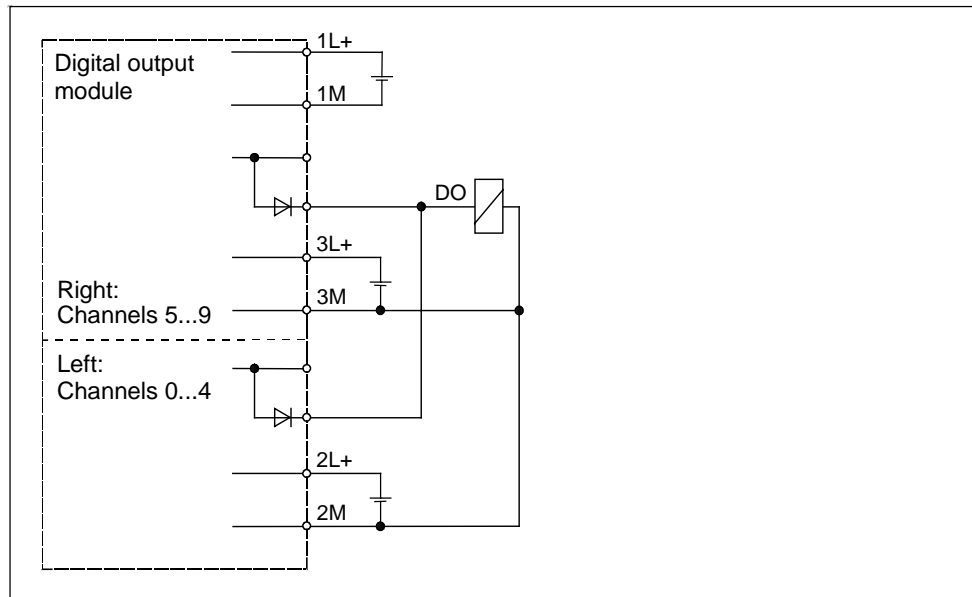 1L+
Digital output
module
1M
DO
3L+
Right:
3M
Channels 5...9
Left:
Channels 0...4
2L+
2M